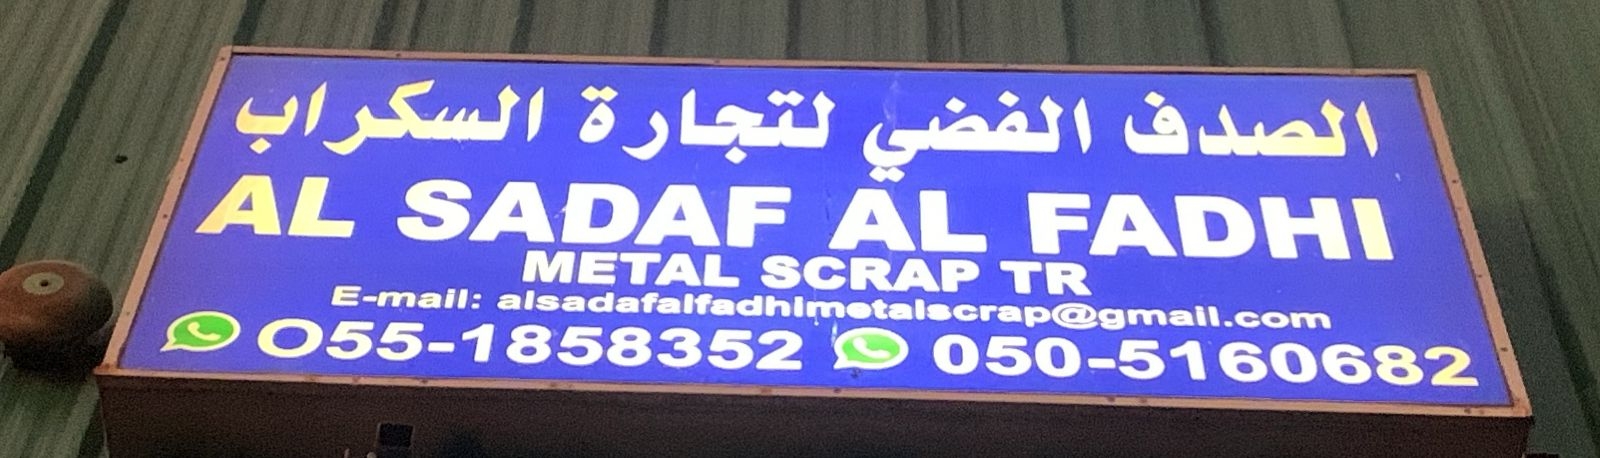 الصدف الفضي لتجارة السكراب
AL SADAF AL FADHI
METAL SCRAP TR
E-mail: alsadafalfadhimetalscrap@gmail.com
055-1858352 050-5160682